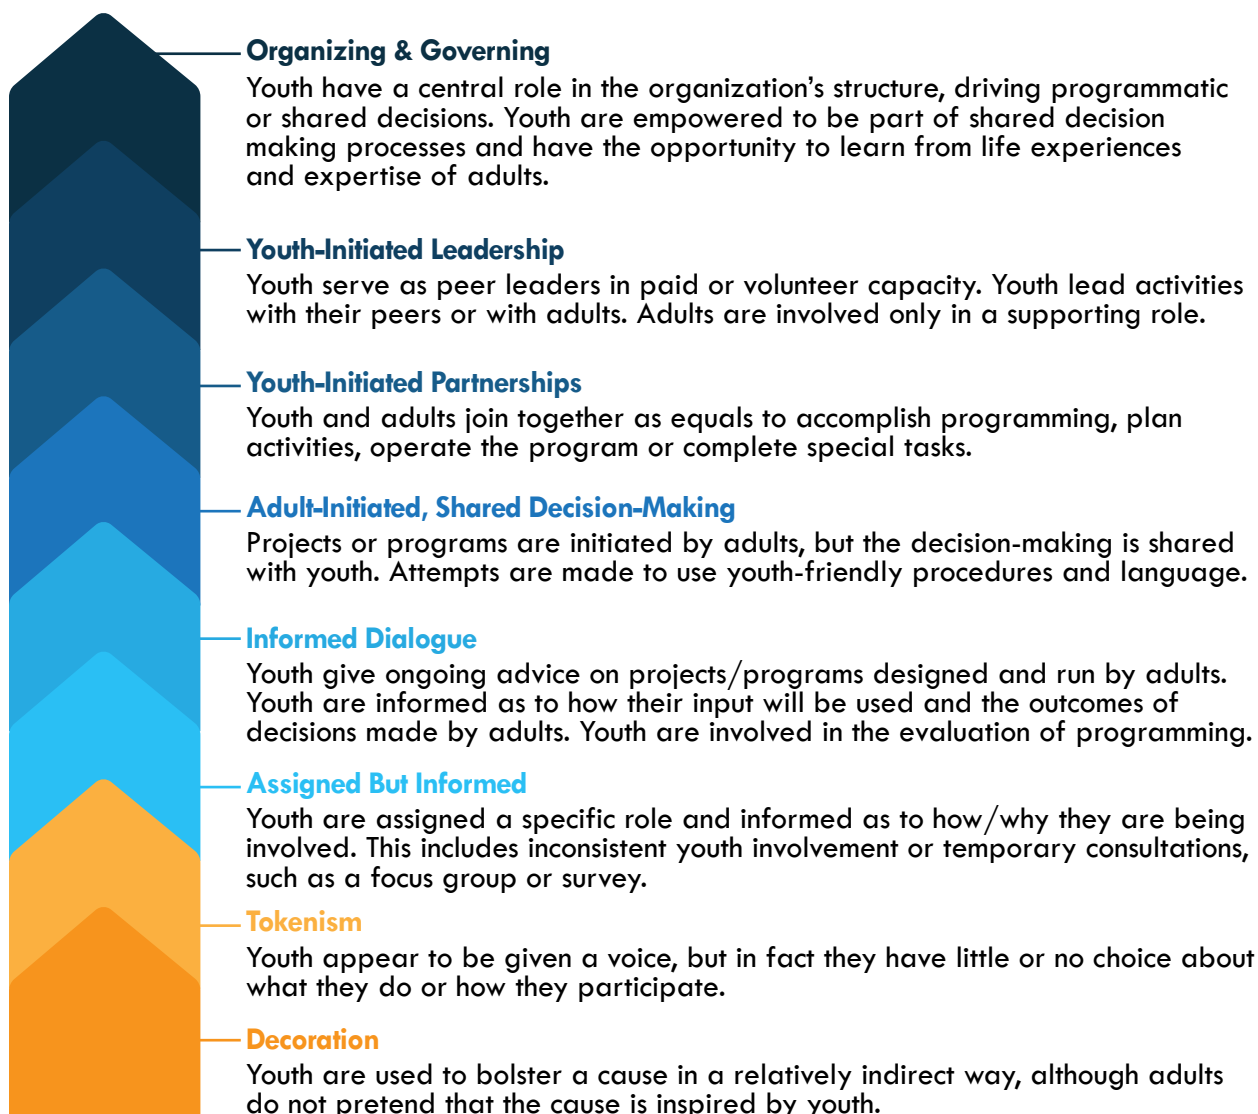 Organizing & Governing
Youth have a central role in the organization’s structure, driving programmatic
or shared decisions. Youth are empowered to be part of shared decision
making processes and have the opportunity to learn from life experiences
and expertise of adults.
Youth-Initiated Leadership
Youth serve as peer leaders in paid or volunteer capacity. Youth lead activities
with their peers or with adults. Adults are involved only in a supporting role.
Youth-Initiated Partnerships
Youth and adults join together as equals to accomplish programming, plan
activities, operate the program or complete special tasks.
Adult-Initiated, Shared Decision-Making
Projects or programs are initiated by adults, but the decision-making is shared
with youth. Attempts are made to use youth-friendly procedures and language.
Informed Dialogue
Youth give ongoing advice on projects/programs designed and run by adults.
Youth are informed as to how their input will be used and the outcomes of
decisions made by adults. Youth are involved in the evaluation of programming.
Assigned But Informed
Youth are assigned a specific role and informed as to how/why they are being
involved. This includes inconsistent youth involvement or temporary consultations,
such as a focus group or survey.
Tokenism
Youth appear to be given a voice, but in fact they have little or no choice about
what they do or how they participate.
Decoration
Youth are used to bolster a cause in a relatively indirect way, although adults
do not pretend that the cause is inspired by youth.